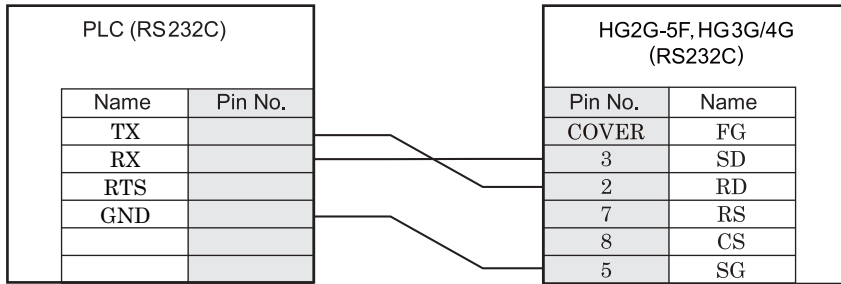 PLC (RS232C)
HG2G-5F, HG3G/4G
(RS232C)
Name Pin No.
TX
RX
RTS
GND
Pin No. Name
COVER FG
3 SD
2 RD
7 RS
8 CS
5 SG